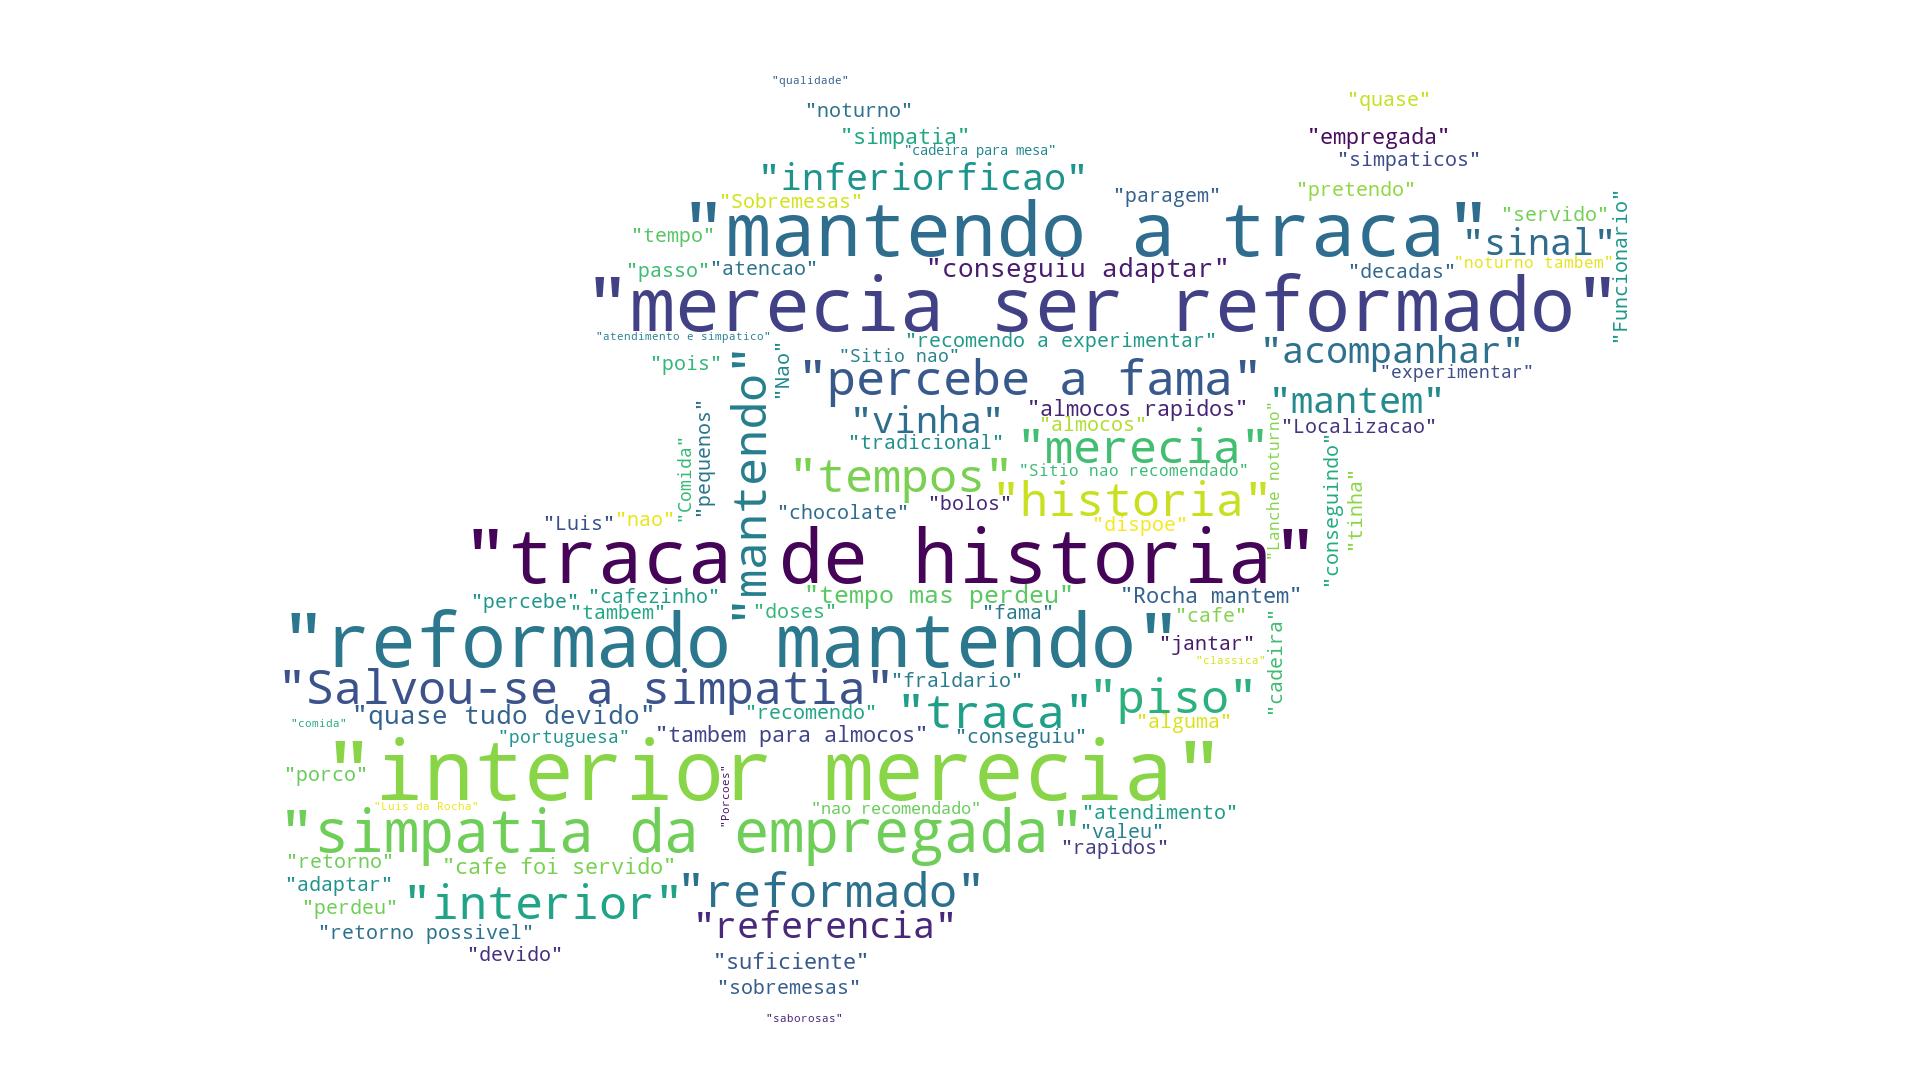 "qualidade"
"quase"
"noturno"
"simpatia"
"empregada"
"cadeira para mesa"
"simpaticos"
"inferiorficao"
"paragem"
"pretendo"
"Sobremesas"
"servido"
"mantendo a traca"
"tempo"
"sinal"
"Funcionario"
"passo"
"atencao"
"conseguiu adaptar"
"decadas"
"noturno tambem"
"merecia ser reformado"
"atendimento e simpatico"
"recomendo a experimentar"
"Sitio nao"
"acompanhar"
"pois"
"Nao"
"percebe a fama"
"experimentar"
"mantendo"
"mantem"
"almocos rapidos"
"vinha"
"almocos"
"Localizacao"
"tradicional"
"merecia"
"pequenos"
"Comida"
"tempos"
"Sitio nao recomendado"
"Lanche noturno"
"conseguindo"
"tinha"
"historia"
"bolos"
"chocolate"
"Luis"
"nao"
"dispoe"
"traca de historia"
"percebe"
"cafezinho"
"tempo mas perdeu"
"Rocha mantem"
"tambem"
"doses"
"fama"
"cafe"
"reformado mantendo"
"jantar"
"classica"
"cadeira"
"Salvou-se a simpatia"
"fraldario"
"piso"
"comida"
"quase tudo devido"
"recomendo"
"traca"
"alguma"
"portuguesa"
"tambem para almocos"
"conseguiu"
"interior merecia"
"porco"
"Porcoes"
"Luis da Rocha"
"nao recomendado"
"atendimento"
"simpatia da empregada"
"valeu"
"rapidos"
"retorno"
"cafe foi servido"
"adaptar"
"reformado"
"perdeu"
"interior"
"referencia"
"retorno possivel"
"devido"
"suficiente"
"sobremesas"
"saborosas"